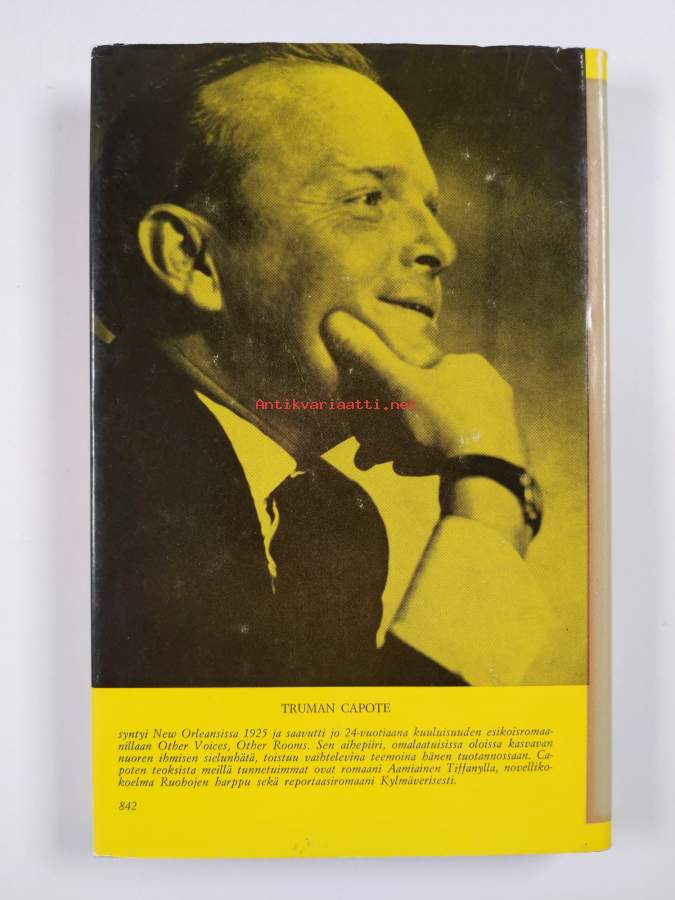 Antikvariaatti.net
TRUMAN CAPOTE
syntyi New Orleansissa 1925 ja saavutti jo 24-vuotiaana kuuluisuuden esikoisromaa-
nillaan Other Voices, Other Rooms. Sen aihepiiri, omalaatuisissa oloissa kasvavan
nuoren ihmisen sielunhätä, toistuu vaihtelevina teemoina hänen tuotannossaan. Ca-
poten teoksista meillä tunnetuimmat ovat romaani Aamiainen Tiffanylla, novelliko-
koelma Ruohojen harppu sekä reportaasiromaani Kylmäverisesti.
842